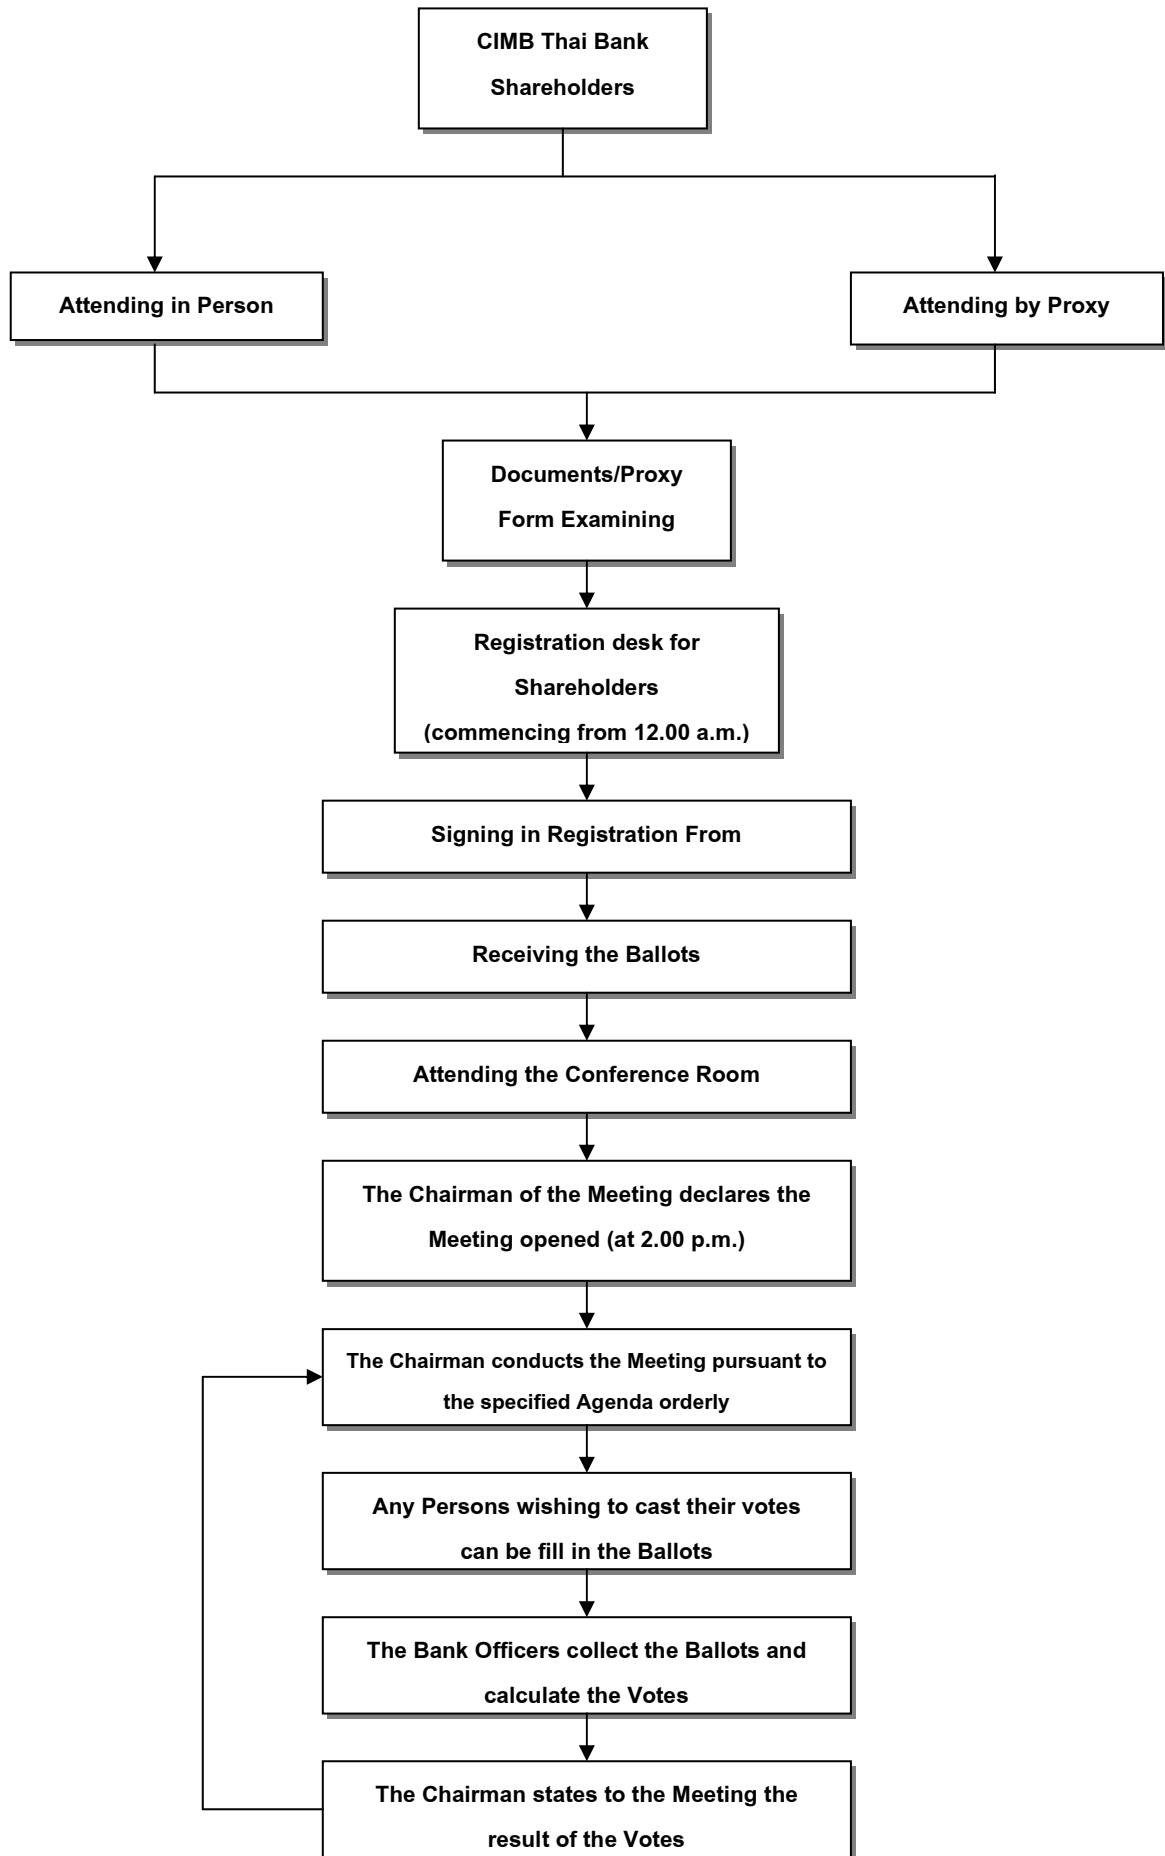 CIMB Thai Bank
Shareholders
Attending in Person
Attending by Proxy
Documents/Proxy
Form Examining
Registration desk for
Shareholders
(commencing from 12.00 a.m.)
Signing in Registration From
Receiving the Ballots
Attending the Conference Room
The Chairman of the Meeting declares the
Meeting opened (at 2.00 p.m.)
The Chairman conducts the Meeting pursuant to
the specified Agenda orderly
Any Persons wishing to cast their votes
can be fill in the Ballots
The Bank Officers collect the Ballots and
calculate the Votes
The Chairman states to the Meeting the
result of the Votes